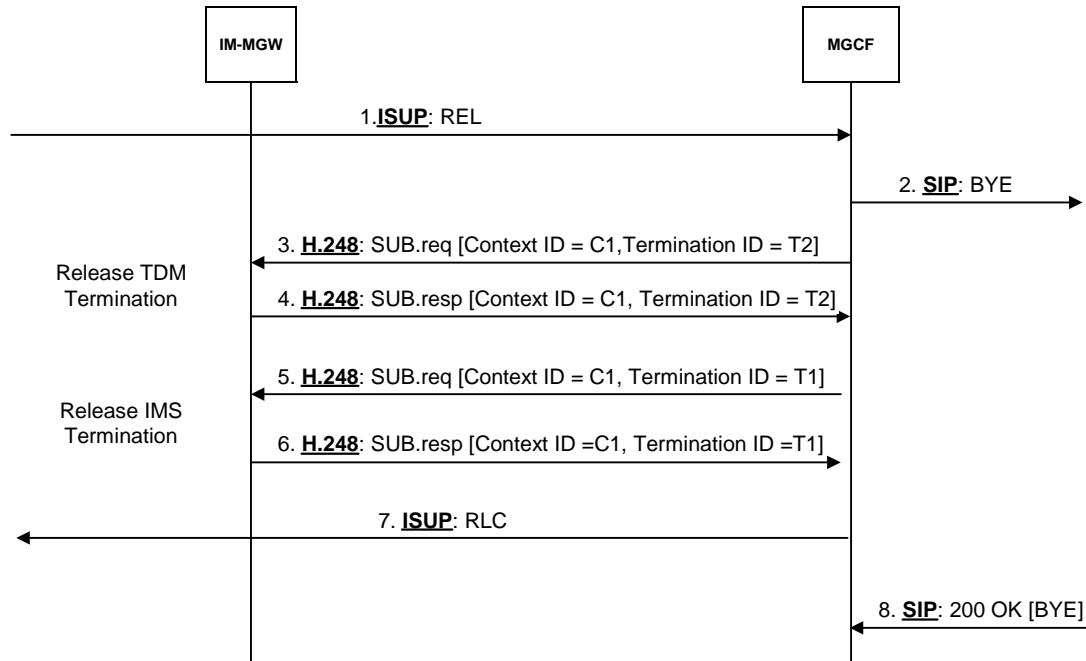 IM-MGW
MGCF
1.ISUP: REL
2. SIP: BYE
3. H.248: SUB.req [Context ID = C1,Termination ID = T2]
Release TDM
Termination
4. H.248: SUB.resp [Context ID = C1, Termination ID = T2]
5. H.248: SUB.req [Context ID = C1, Termination ID = T1]
Release IMS
Termination
6. H.248: SUB.resp [Context ID =C1, Termination ID =T1]
7. ISUP: RLC
8. SIP: 200 OK [BYE]